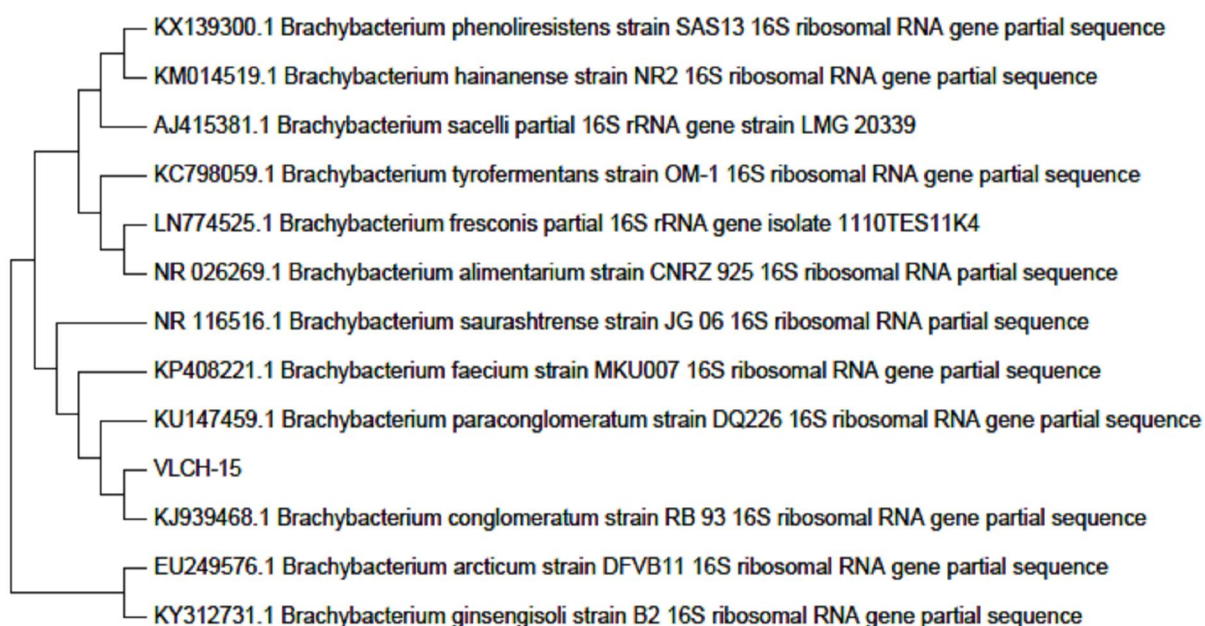 KX139300.1 Brachybacterium phenoliresistens strain SAS13 16S ribosomal RNA gene partial sequence
KM014519.1 Brachybacterium hainanense strain NR2 16S ribosomal RNA gene partial sequence
AJ415381.1 Brachybacterium sacelli partial 16S rRNA gene strain LMG 20339
KC798059.1 Brachybacterium tyrofermentans strain OM-1 16S ribosomal RNA gene partial sequence
LN774525.1 Brachybacterium fresconis partial 16S rRNA gene isolate 1110TES11K4
NR 026269.1 Brachybacterium alimentarium strain CNRZ 925 16S ribosomal RNA partial sequence
NR 116516.1 Brachybacterium saurashtrense strain JG 06 16S ribosomal RNA partial sequence
KP408221.1 Brachybacterium faecium strain MKU007 16S ribosomal RNA gene partial sequence
KU147459.1 Brachybacterium paraconglomeratum strain DQ226 16S ribosomal RNA gene partial sequence
VLCH-15
KJ939468.1 Brachybacterium conglomeratum strain RB 93 16S ribosomal RNA gene partial sequence
EU249576.1 Brachybacterium arcticum strain DFVB11 16S ribosomal RNA gene partial sequence
KY312731.1 Brachybacterium ginsengisoli strain B2 16S ribosomal RNA gene partial sequence